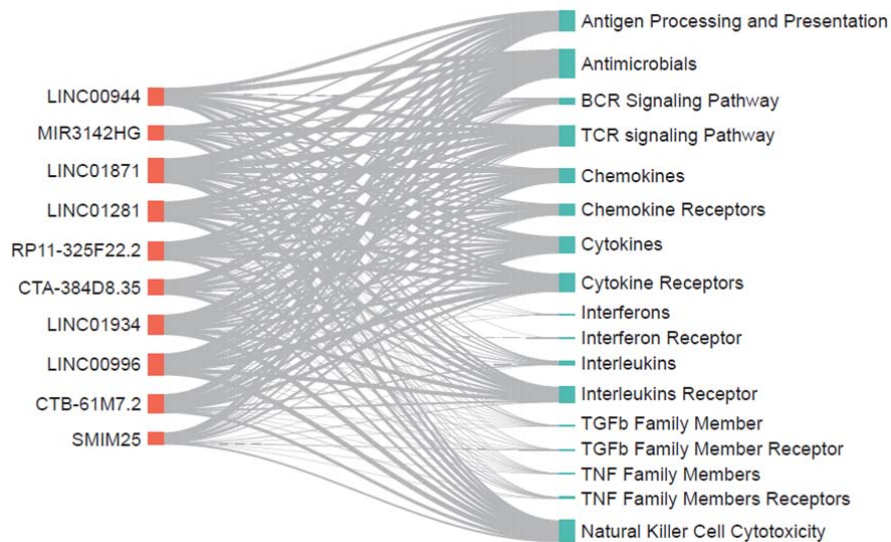 LINC00944
MIR3142HG
LINC01871
LINC01281
RP11-325F22.2
CTA-384D8.35
LINC01934
LINC00996
CTB-61M7.2
SMIM25
Antigen Processing and Presentation
Antimicrobials
BCR Signaling Pathway
TCR signaling Pathway
Chemokines
Chemokine Receptors
Cytokines
Cytokine Receptors
Interferons
Interferon Receptor
Interleukins
Interleukins Receptor
TGFb Family Member
TGFb Family Member Receptor
TNF Family Members
TNF Family Members Receptors
Natural Killer Cell Cytotoxicity